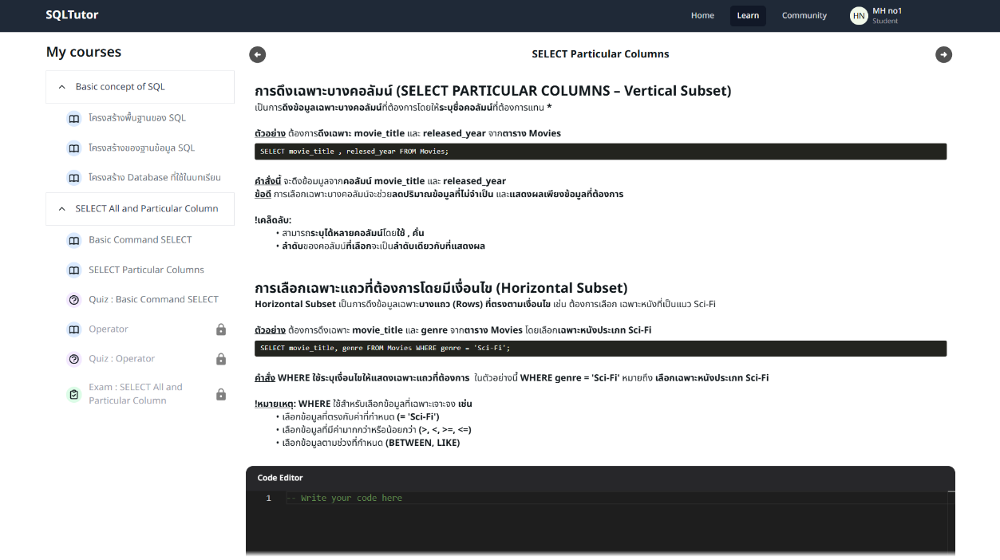 SQLTutor
Home
Learn
Community
HN
MH no1
Student
My courses
Basic concept of SQL
โครงสร้างพื้นฐานของ SQL
โครงสร้างของฐานข้อมูล SQL
โครงสร้าง Database ที่ใช้ในบทเรียน
SELECT All and Particular Column
Basic Command SELECT
SELECT Particular Columns
Quiz : Basic Command SELECT
Operator
Quiz : Operator
Exam : SELECT All and
Particular Column
SELECT Particular Columns
การดึงเฉพาะบางคอลัมน์ (SELECT PARTICULAR COLUMNS – Vertical Subset)
เป็นการดึงข้อมูลเฉพาะบางคอลัมน์ที่ต้องการโดยให้ระบุชื่อคอลัมน์ที่ต้องการแทน *
ตัวอย่าง ต้องการดึงเฉพาะ movie_title และ released_year จากตาราง Movies
SELECT movie_title , relesed_year FROM Movies;
คำสั่งนี้ จะดึงข้อมมูลจากคอลัมน์ movie_title และ released_year
ข้อดี การเลือกเฉพาะบางคอลัมน์จะช่วยลดปริมาณข้อมูลที่ไม่จำเป็น และแสดงผลเพียงข้อมูลที่ต้องการ
!เคล็ดลับ:
• สามารถระบุได้หลายคอลัมน์โดยใช้ , คั่น
• ลำดับของคอลัมน์ที่เลือกจะเป็นลำดับเดียวกับที่แสดงผล
การเลือกเฉพาะแถวที่ต้องการโดยมีเงื่อนไข (Horizontal Subset)
Horizontal Subset เป็นการดึงข้อมูลเฉพาะบางแถว (Rows) ที่ตรงตามเงื่อนไข เช่น ต้องการเลือก เฉพาะหนังที่เป็นแนว Sci-Fi
ตัวอย่าง ต้องการดึงเฉพาะ movie_title และ genre จากตาราง Movies โดยเลือกเฉพาะหนังประเภท Sci-Fi
SELECT movie_title, genre FROM Movies WHERE genre = 'Sci-Fi';
คำสั่ง WHERE ใช้ระบุเงื่อนไขให้แสดงเฉพาะแถวที่ต้องการ ในตัวอย่างนี้ WHERE genre = 'Sci-Fi' หมายถึง เลือกเฉพาะหนังประเภท Sci-Fi
!หมายเหตุ: WHERE ใช้สำหรับเลือกข้อมูลที่เฉพาะเจาะจง เช่น
• เลือกข้อมูลที่ตรงกับค่าที่กำหนด (= 'Sci-Fi')
• เลือกข้อมูลที่มีค่ามากกว่าหรือน้อยกว่า (>, <, >=, <=)
• เลือกข้อมูลตามช่วงที่กำหนด (BETWEEN, LIKE)
Code Editor
1 -- Write your code here